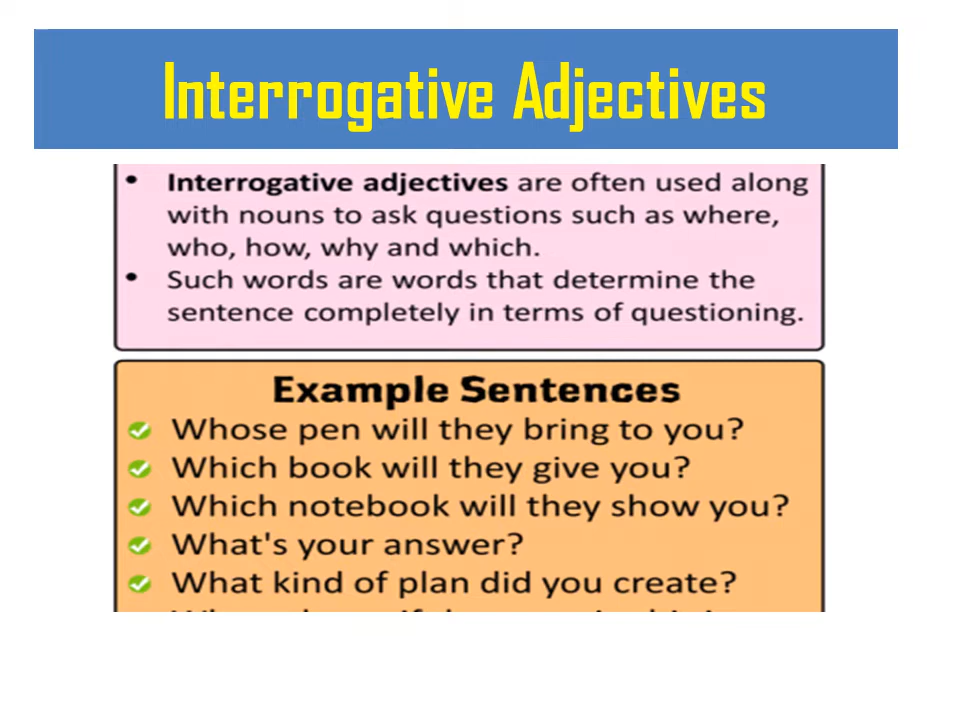 Interrogative Adjectives
• Interrogative adjectives are often used along
with nouns to ask questions such as where,
who, how, why and which.
• Such words are words that determine the
sentence completely in terms of questioning.
Example Sentences
Whose pen will they bring to you?
Which book will they give you?
Which notebook will they show you?
What's your answer?
What kind of plan did you create?